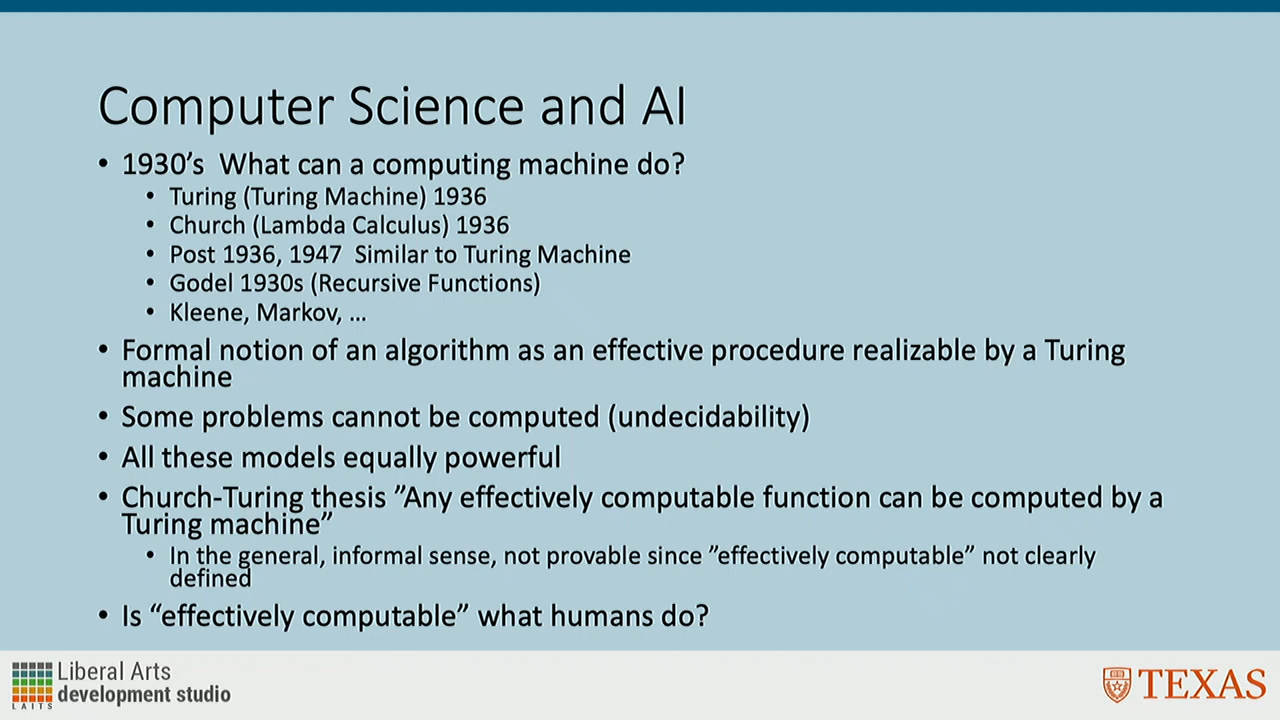 Computer Science and AI
• 1930's  What can a computing machine do?
• Turing (Turing Machine) 1936
• Church (Lambda Calculus) 1936
• Post 1936, 1947  Similar to Turing Machine
• Godel 1930s (Recursive Functions)
• Kleene, Markov, ...
• Formal notion of an algorithm as an effective procedure realizable by a Turing
machine
• Some problems cannot be computed (undecidability)
• All these models equally powerful
• Church-Turing thesis ”Any effectively computable function can be computed by a
Turing machine”
• In the general, informal sense, not provable since ”effectively computable” not clearly
defined
• Is “effectively computable” what humans do?
Liberal Arts
development studio
LAITS
TEXAS